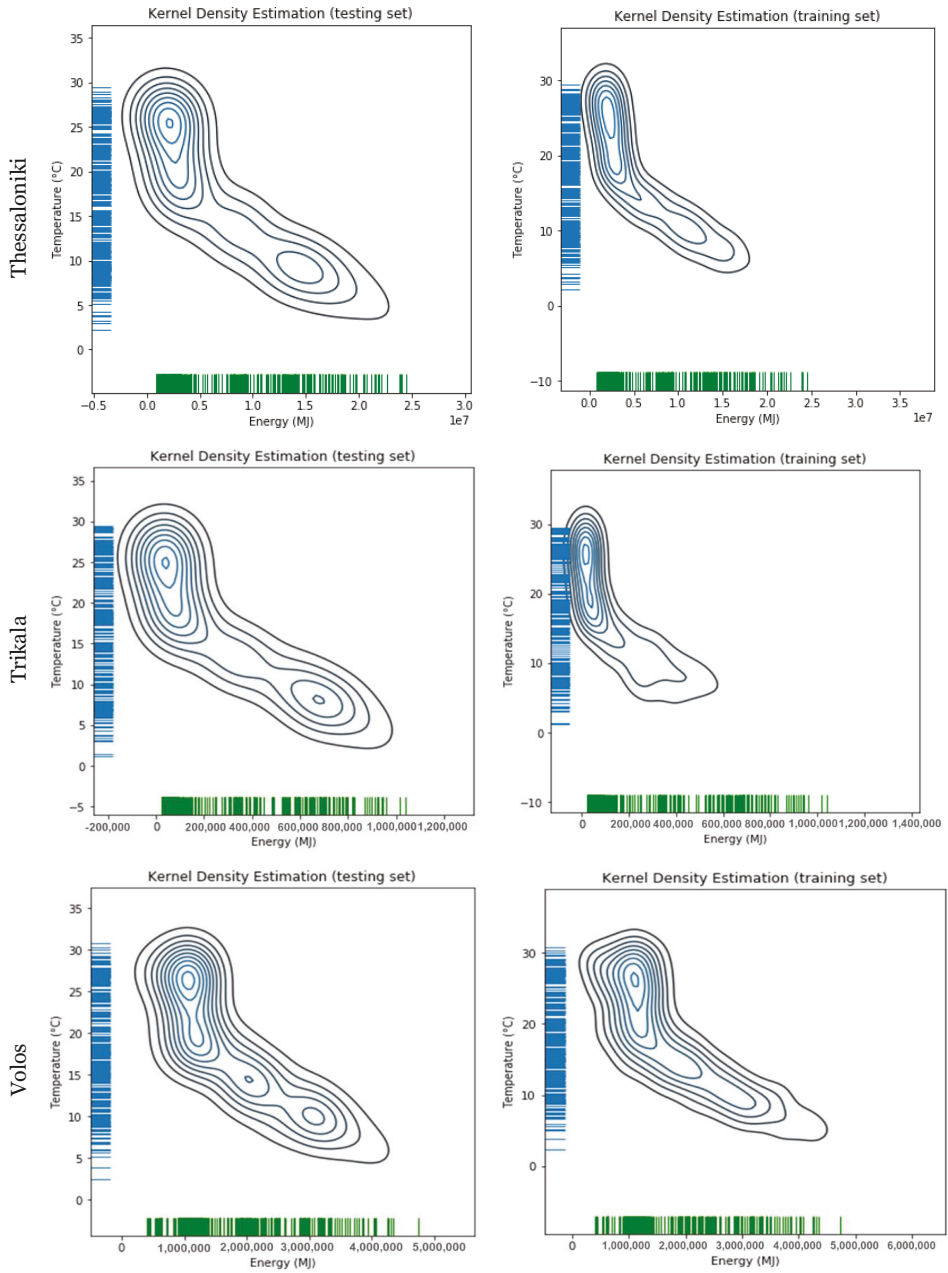 Kernel Density Estimation (testing set)
Kernel Density Estimation (training set)
Thessaloniki
Temperature (°C)
35
30
25
20
15
10
5
0
−0.5 0.0 0.5 1.0 1.5 2.0 2.5 3.0
1e7
Energy (MJ)
Temperature (°C)
30
20
10
0
−10
0.0 0.5 1.0 1.5 2.0 2.5 3.0 3.5
1e7
Energy (MJ)
Kernel Density Estimation (testing set)
Kernel Density Estimation (training set)
Trikala
Temperature (°C)
35
30
25
20
15
10
5
0
−5
-200,000 0 200,000 400,000 600,000 800,000 1,000,000 1,200,000
Energy (MJ)
Temperature (°C)
30
20
10
0
−10
0 200,000 400,000 600,000 800,000 1,000,000 1,200,000 1,400,000
Energy (MJ)
Kernel Density Estimation (testing set)
Kernel Density Estimation (training set)
Volos
Temperature (°C)
35
30
25
20
15
10
5
0
0 1,000,000 2,000,000 3,000,000 4,000,000 5,000,000
Energy (MJ)
Temperature (°C)
30
20
10
0
0 1,000,000 2,000,000 3,000,000 4,000,000 5,000,000 6,000,000
Energy (MJ)